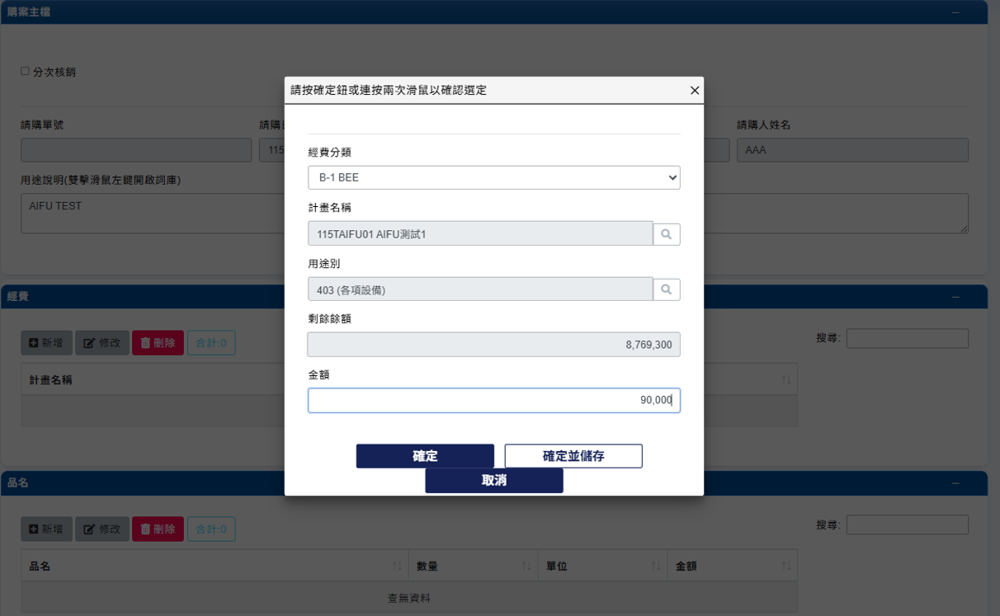 購案主檔
分次核銷
請按確定鈕或連按兩次滑鼠以確認選定
請購單號
請購
請購人姓名
115
AAA
用途說明(雙擊滑鼠左鍵開啟詞庫)
AIFU TEST
經費分類
B-1 BEE
計畫名稱
115TAIFU01 AIFU測試1
用途別
403 (各項設備)
剩餘餘額
8,769,300
金額
90,000
確定
確定並儲存
取消
經費
新增
修改
刪除
合計:0
搜尋:
計畫名稱
品名
新增
修改
刪除
合計:0
搜尋:
品名
數量
單位
金額
查無資料